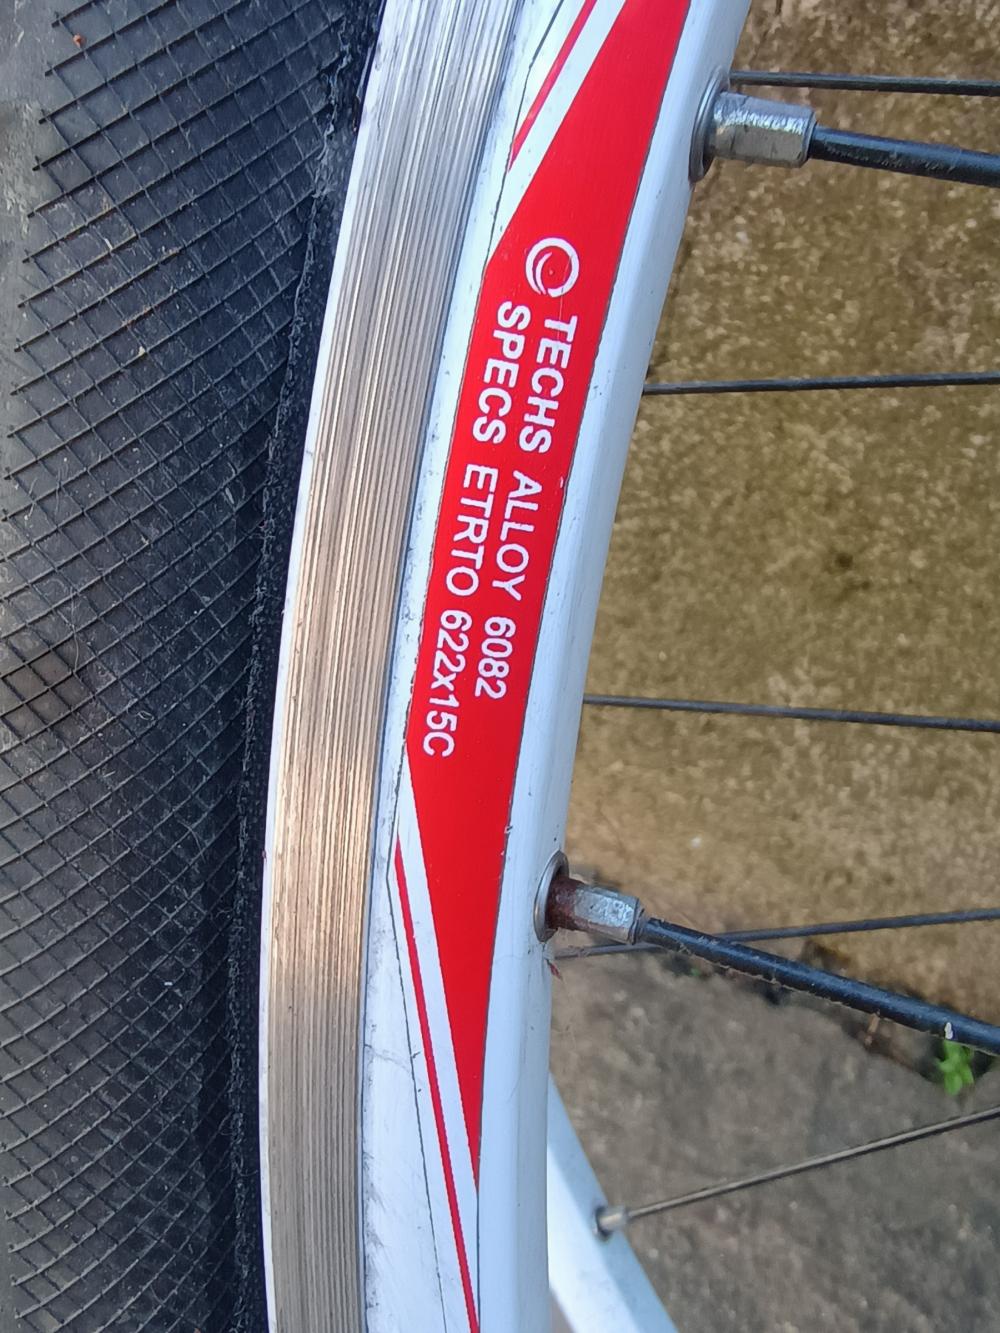 TECHS ALLOY 6082
SPECS ETRTO 622x15C